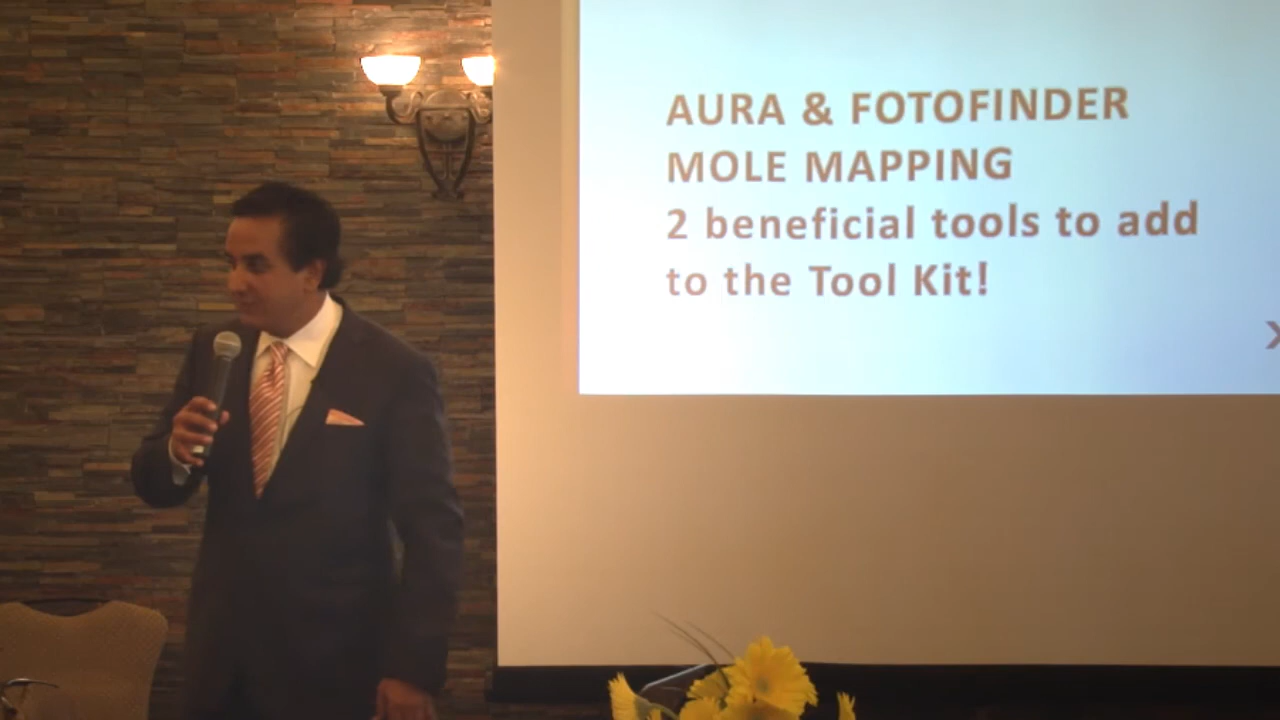 AURA & FOTOFINDER
MOLE MAPPING
2 beneficial tools to add
to the Tool Kit!